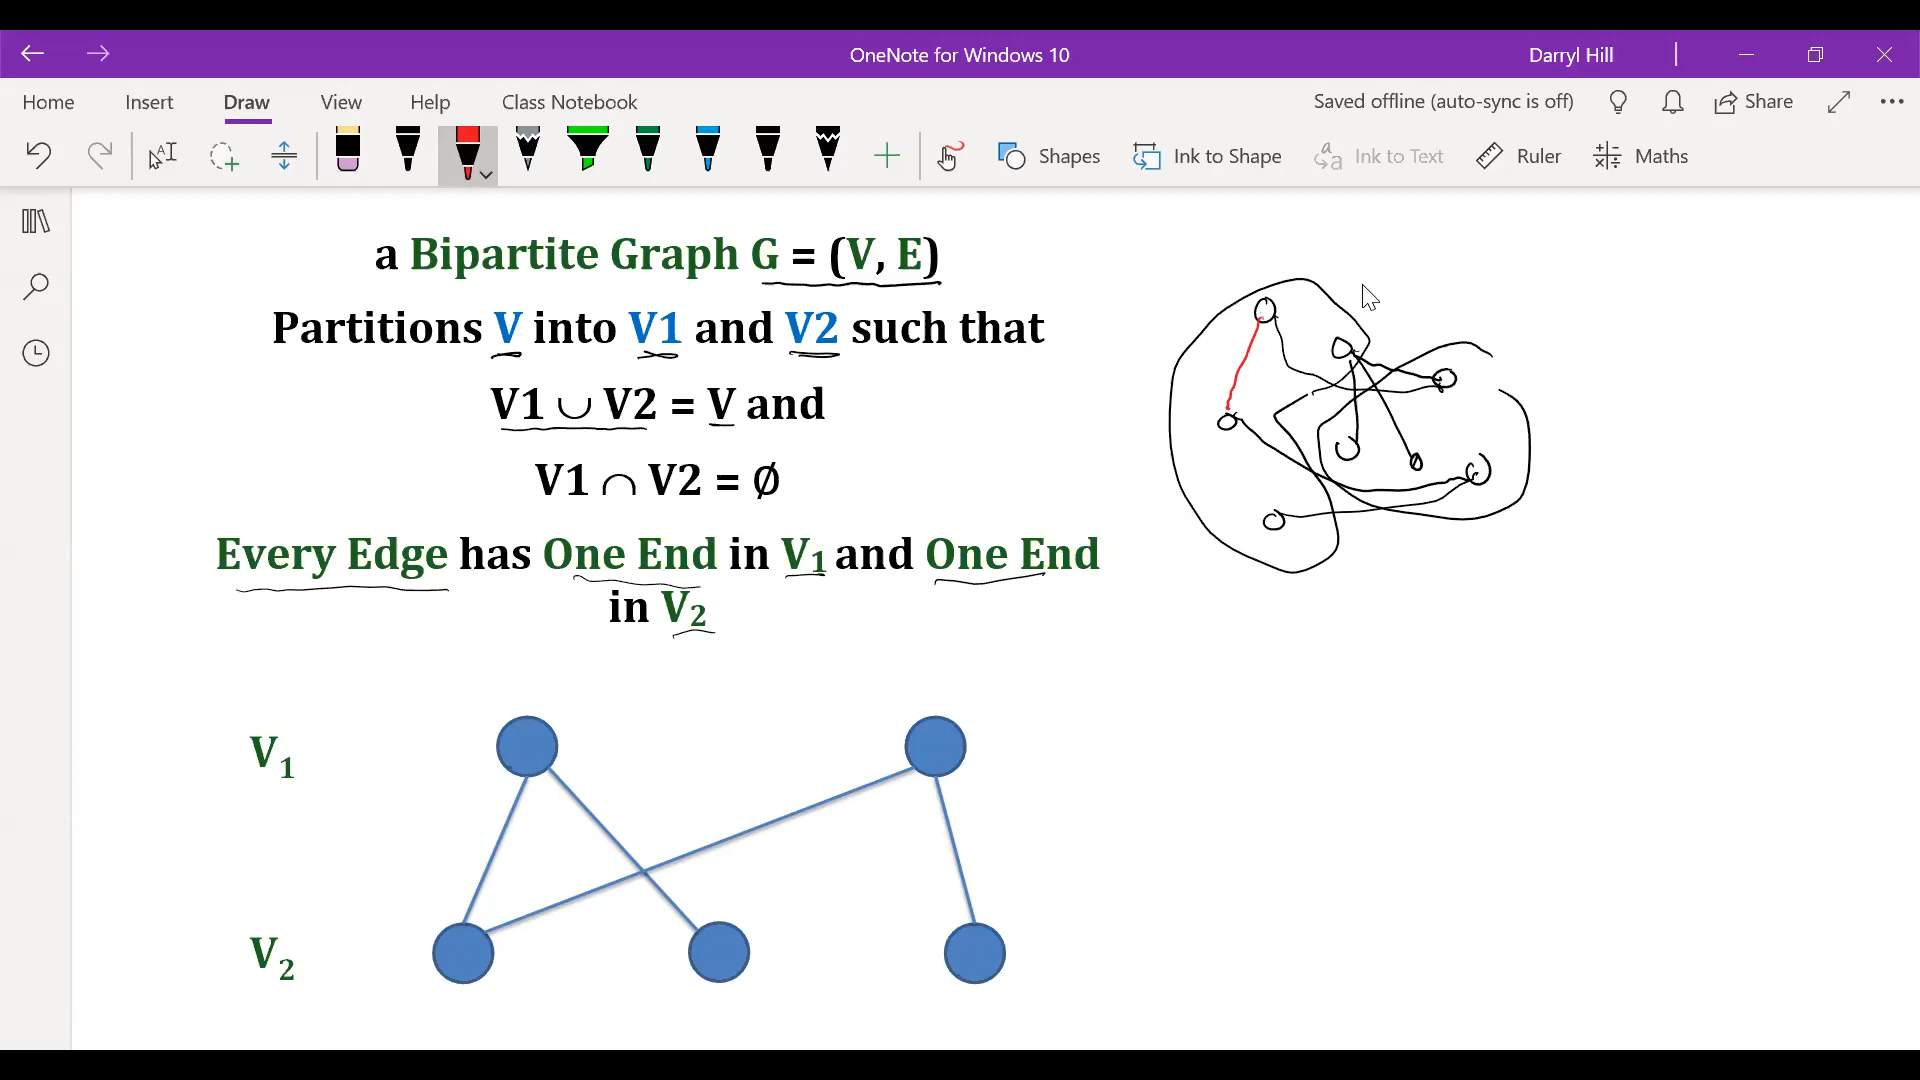 OneNote for Windows 10
Darryl Hill
Home Insert Draw View Help Class Notebook
Saved offline (auto-sync is off)
Share
Shapes
Ink to Shape
Ink to Text
Ruler
Maths
a Bipartite Graph G = (V, E)
Partitions V into V1 and V2 such that
V1 ∪ V2 = V and
V1 ∩ V2 = ∅
Every Edge has One End in V₁ and One End
in V₂
V₁
V₂